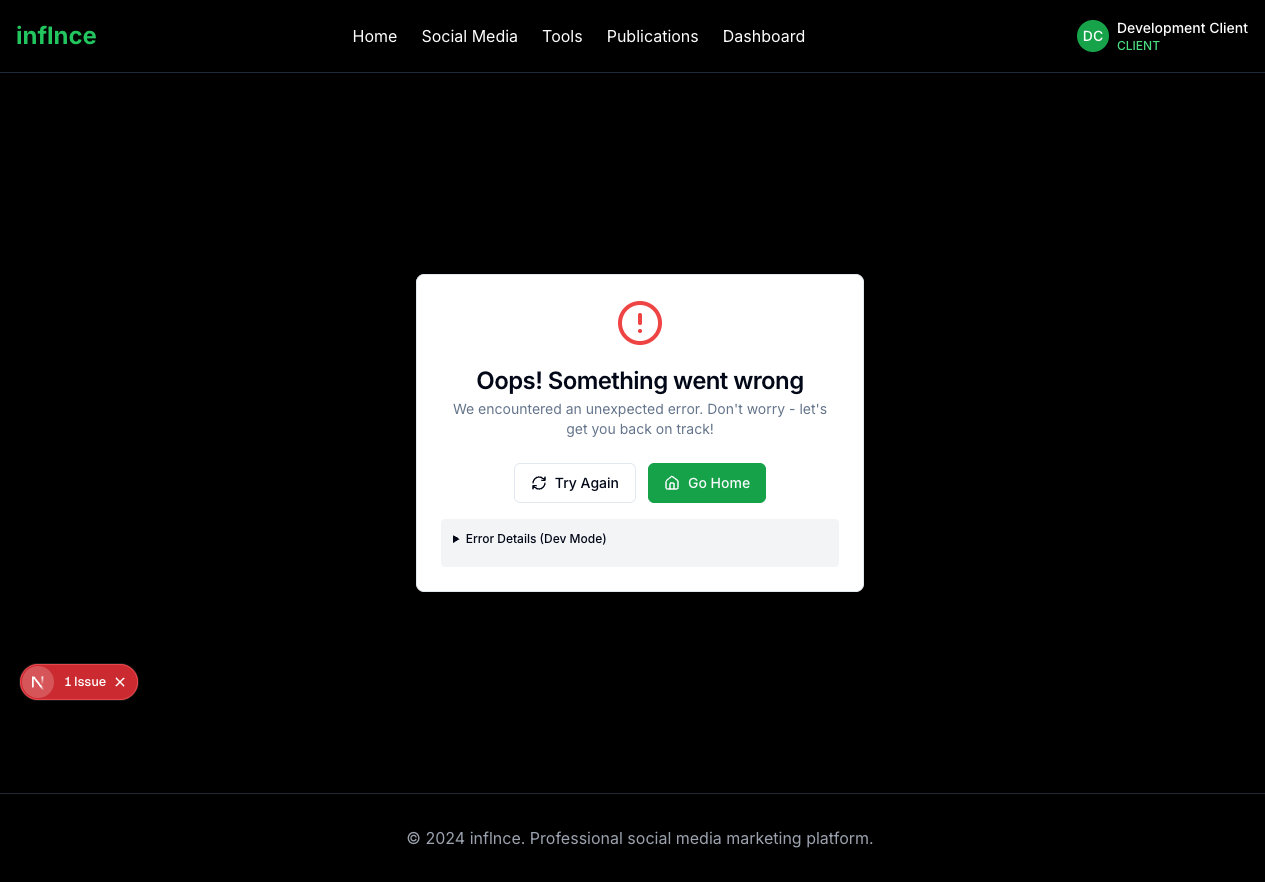 inflnce
Home
Social Media
Tools
Publications
Dashboard
DC
Development Client
CLIENT
Oops! Something went wrong
We encountered an unexpected error. Don't worry - let's
get you back on track!
Try Again
Go Home
Error Details (Dev Mode)
N
1 Issue
© 2024 inflnce. Professional social media marketing platform.